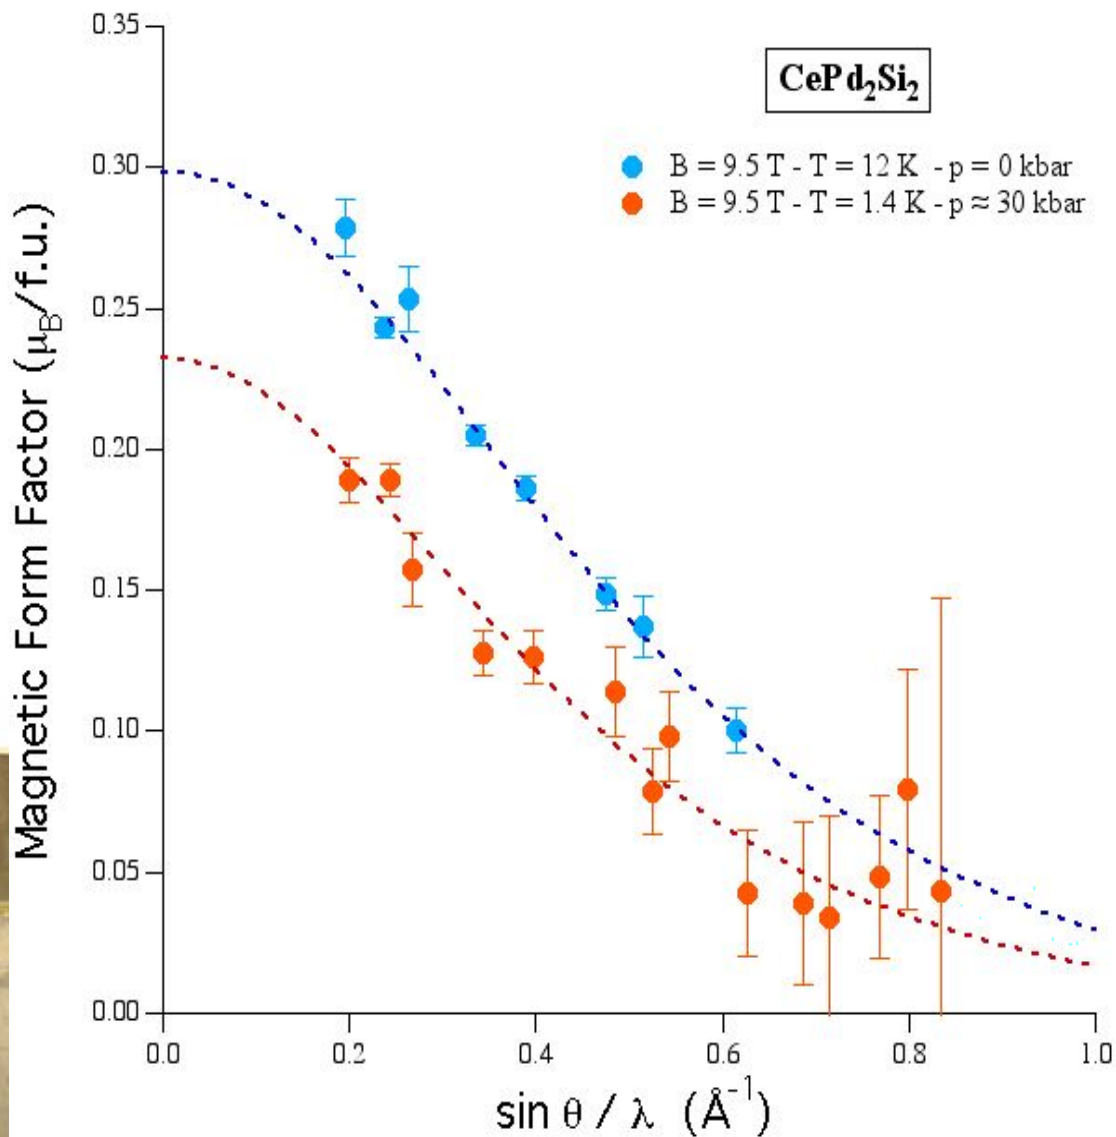 0.35
CePd₂Si₂
B = 9.5 T - T = 12 K - p = 0 kbar
B = 9.5 T - T = 1.4 K - p ≈ 30 kbar
0.30
0.25
0.20
0.15
0.10
0.05
0.00
Magnetic Form Factor (μ_B/f.u.)
0.0 0.2 0.4 0.6 0.8 1.0
sin θ / λ (Å⁻¹)